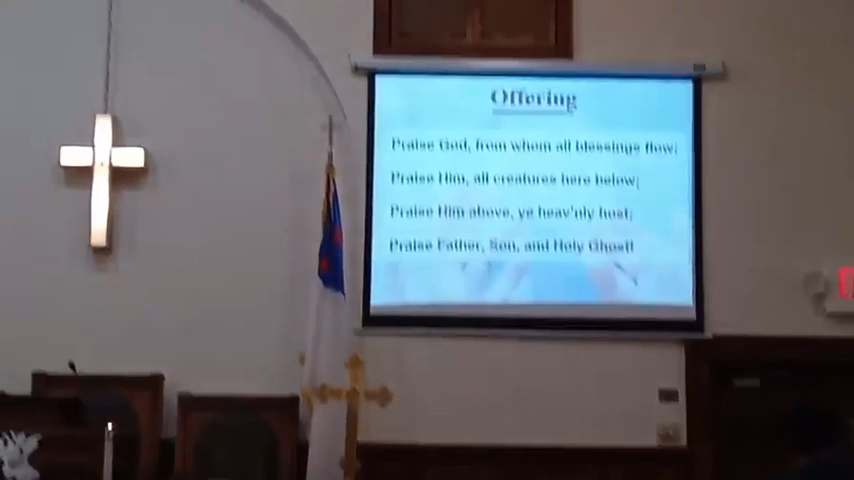 Offering
Praise God, from whom all blessings flow;
Praise Him, all creatures here below;
Praise Him above, ye heav'nly host;
Praise Father, Son, and Holy Ghost!